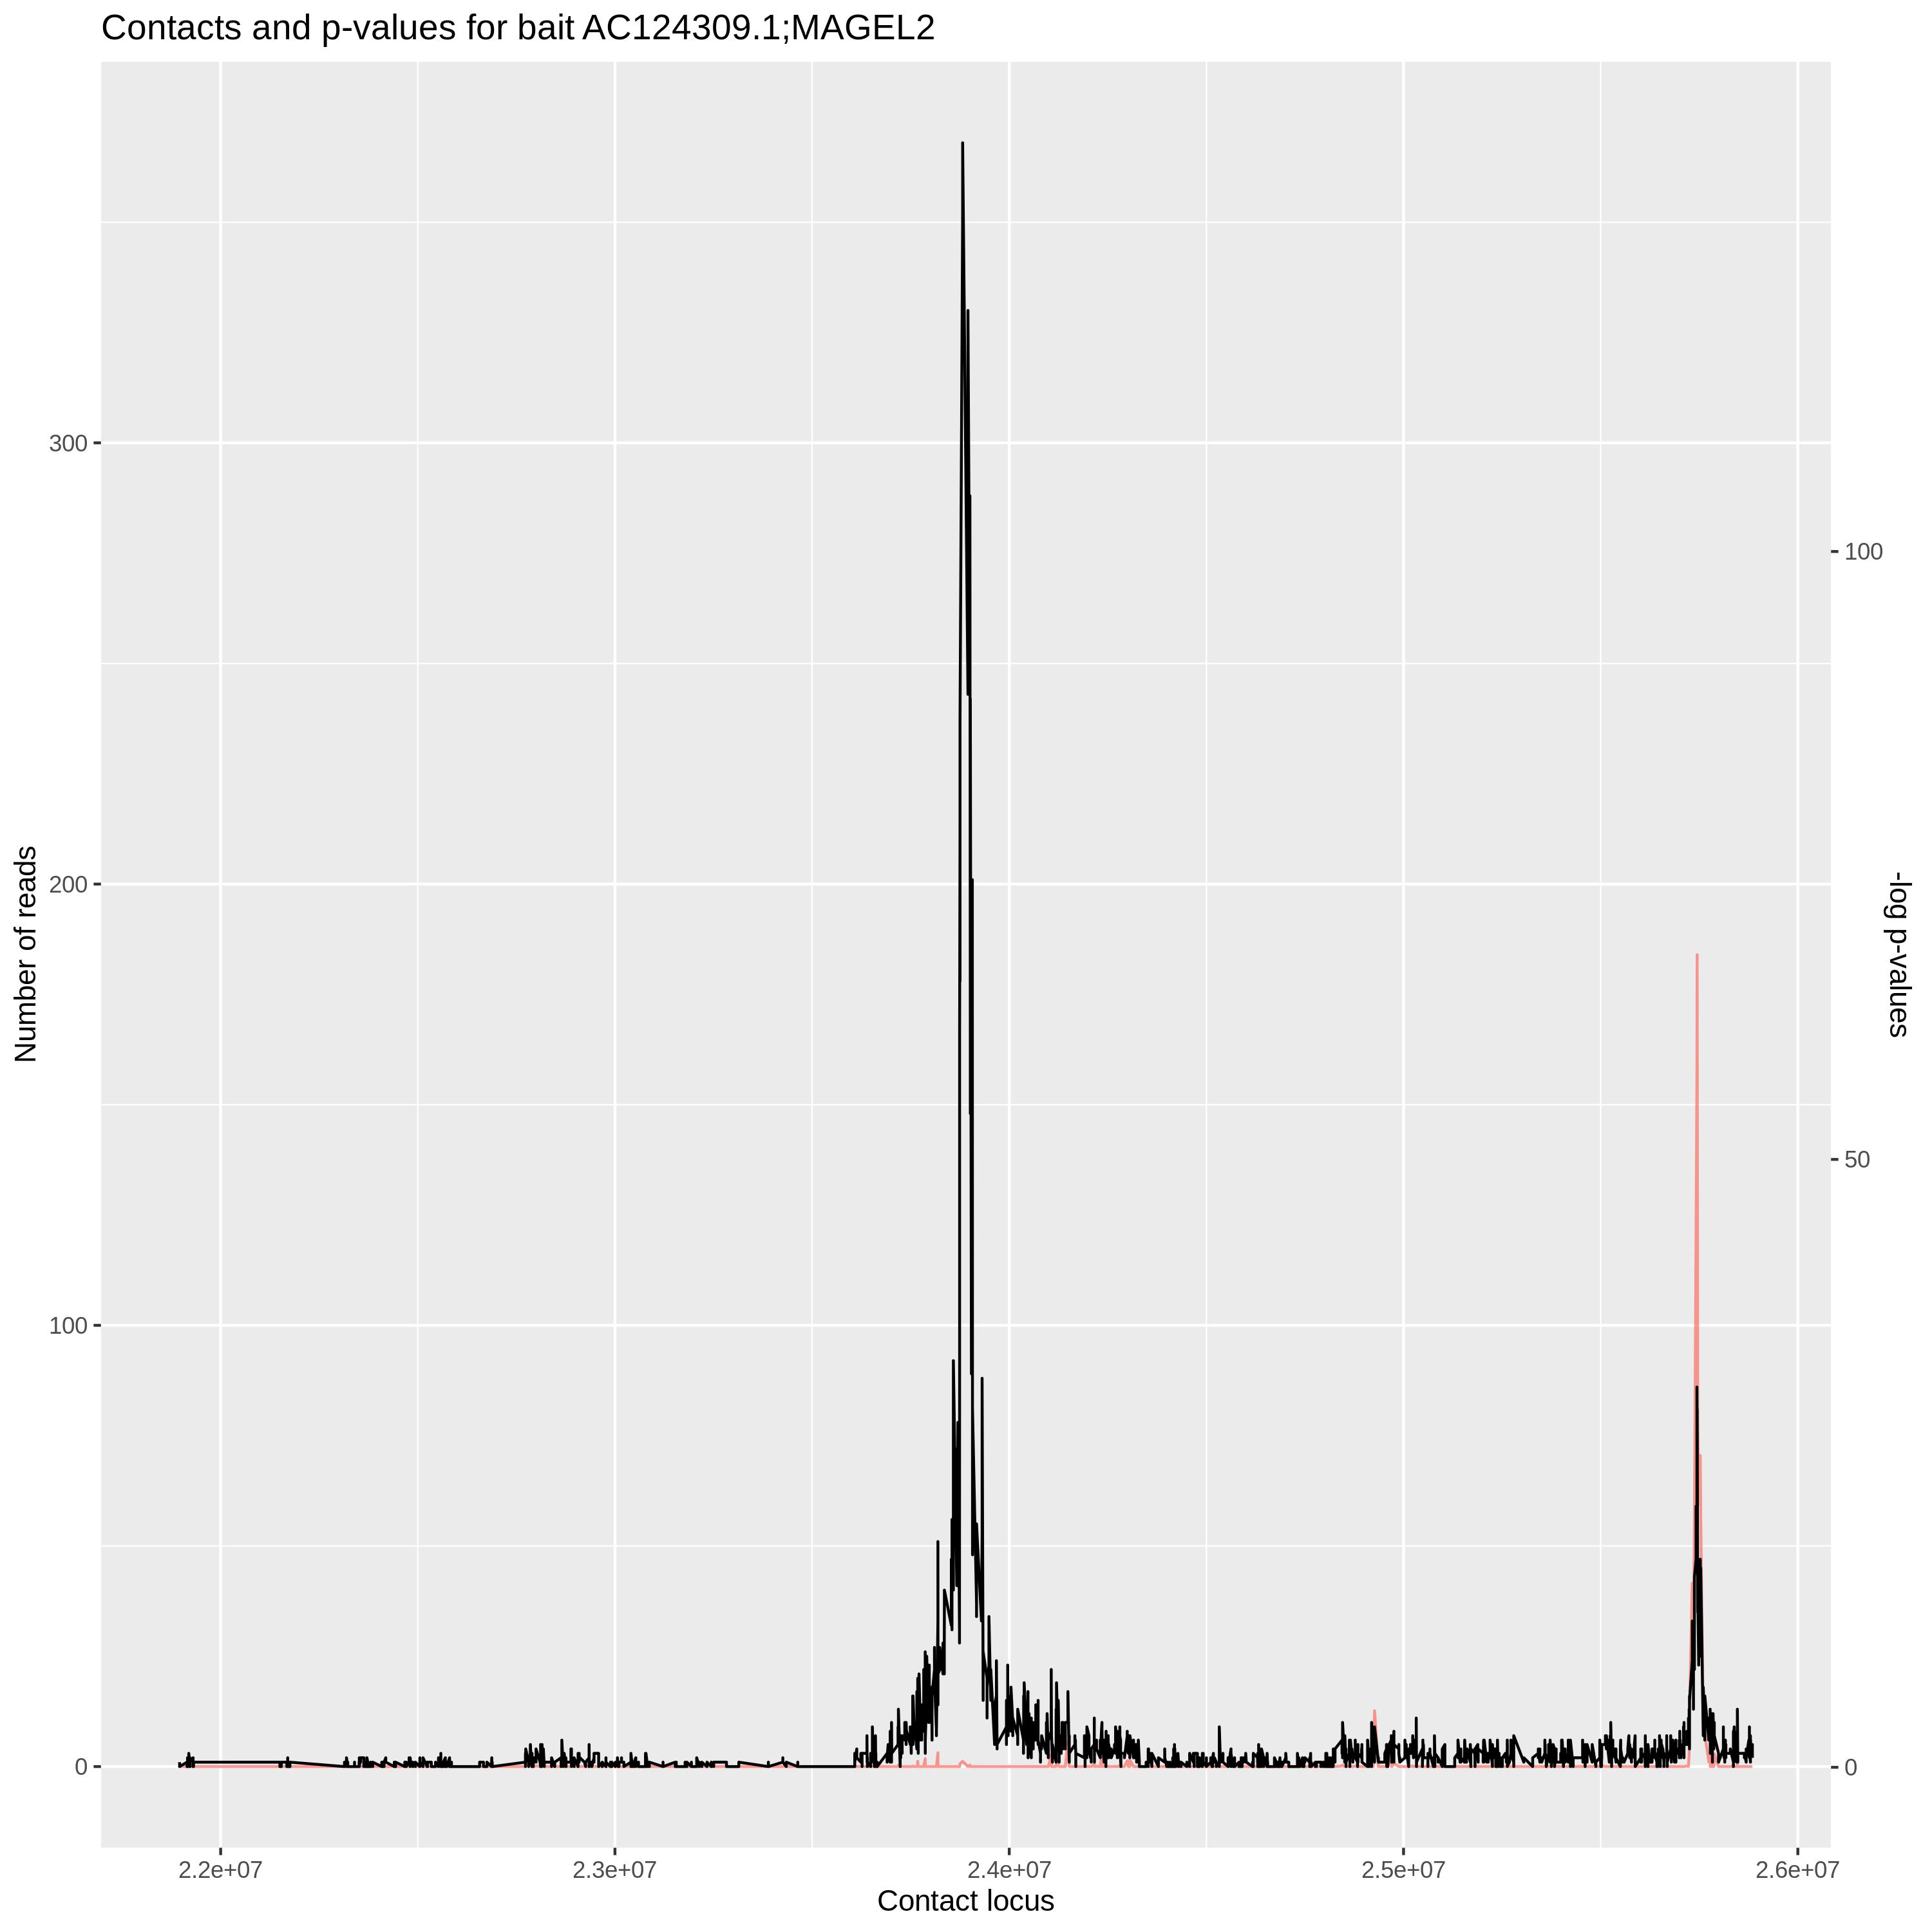 Contacts and p-values for bait AC124309.1;MAGEL2
Number of reads
300
200
100
0
100
50
0
-log p-values
2.2e+07 2.3e+07 2.4e+07 2.5e+07 2.6e+07
Contact locus